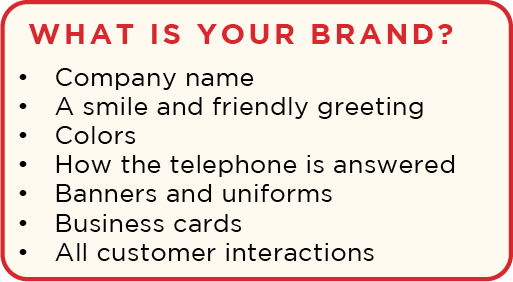 WHAT IS YOUR BRAND?
• Company name
• A smile and friendly greeting
• Colors
• How the telephone is answered
• Banners and uniforms
• Business cards
• All customer interactions